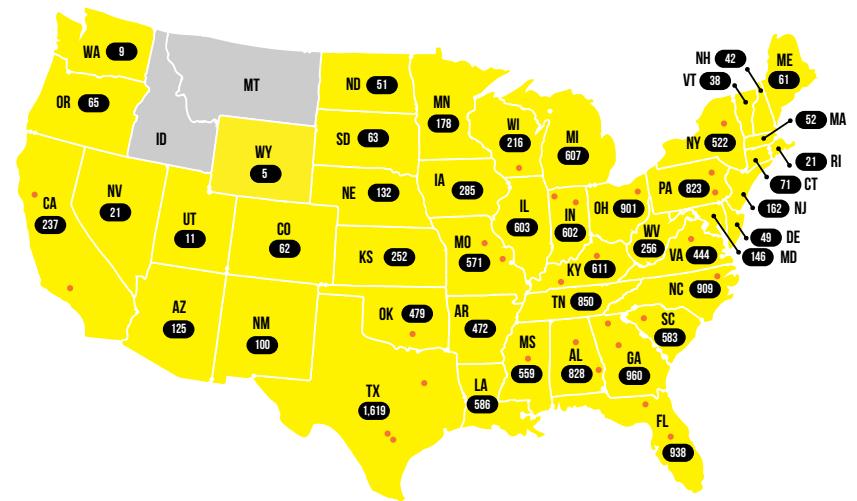 WA 9
OR 65
ID
MT
WY
5
ND 51
SD 63
NE 132
KS 252
CA
237
NV
21
UT
11
CO
62
AZ
125
NM
100
OK 479
TX
1,619
MN
178
IA 285
MO
571
AR
472
LA
586
WI
216
IL
603
MI
607
IN
602
OH 901
KY 611
TN 850
MS
559
AL
828
GA
960
FL
938
SC
583
NC 909
VA 444
WV
256
PA 823
NY 522
VT 38
NH 42
ME
61
52 MA
21 RI
71 CT
162 NJ
49 DE
146 MD